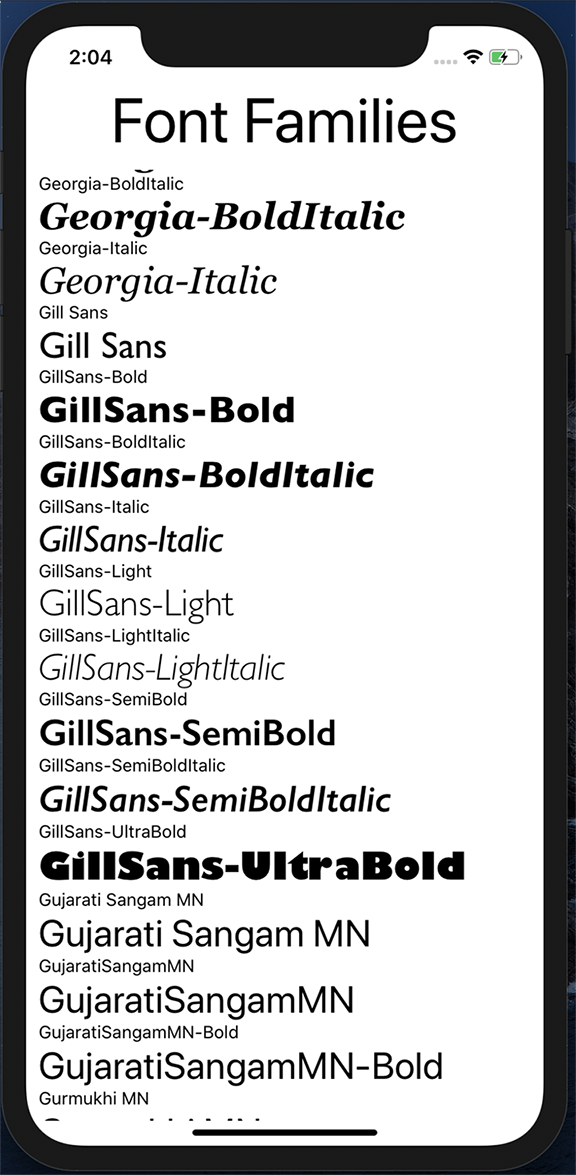 2:04
Font Families
Georgia-BoldItalic
Georgia-BoldItalic
Georgia-Italic
Georgia-Italic
Gill Sans
Gill Sans
GillSans-Bold
GillSans-Bold
GillSans-BoldItalic
GillSans-BoldItalic
GillSans-Italic
GillSans-Italic
GillSans-Light
GillSans-Light
GillSans-LightItalic
GillSans-LightItalic
GillSans-SemiBold
GillSans-SemiBold
GillSans-SemiBoldItalic
GillSans-SemiBoldItalic
GillSans-UltraBold
GillSans-UltraBold
Gujarati Sangam MN
Gujarati Sangam MN
GujaratiSangamMN
GujaratiSangamMN
GujaratiSangamMN-Bold
GujaratiSangamMN-Bold
Gurmukhi MN